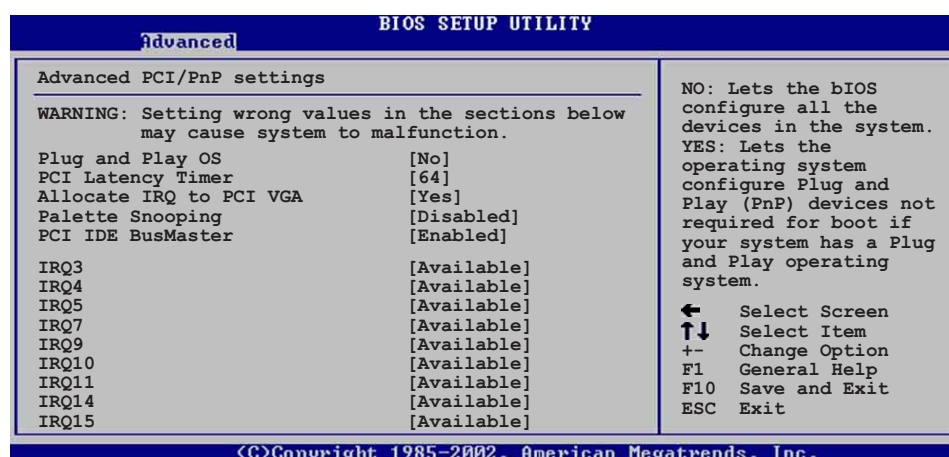 BIOS SETUP UTILITY
Advanced
Advanced PCI/PnP settings
WARNING: Setting wrong values in the sections below
may cause system to malfunction.
Plug and Play OS [No]
PCI Latency Timer [64]
Allocate IRQ to PCI VGA [Yes]
Palette Snooping [Disabled]
PCI IDE BusMaster [Enabled]
IRQ3 [Available]
IRQ4 [Available]
IRQ5 [Available]
IRQ7 [Available]
IRQ9 [Available]
IRQ10 [Available]
IRQ11 [Available]
IRQ14 [Available]
IRQ15 [Available]
NO: Lets the bIOS
configure all the
devices in the system.
YES: Lets the
operating system
configure Plug and
Play (PnP) devices not
required for boot if
your system has a Plug
and Play operating
system.
← Select Screen
↑↓ Select Item
+- Change Option
F1 General Help
F10 Save and Exit
ESC Exit
(C)Copyright 1985-2002, American Megatrends, Inc.